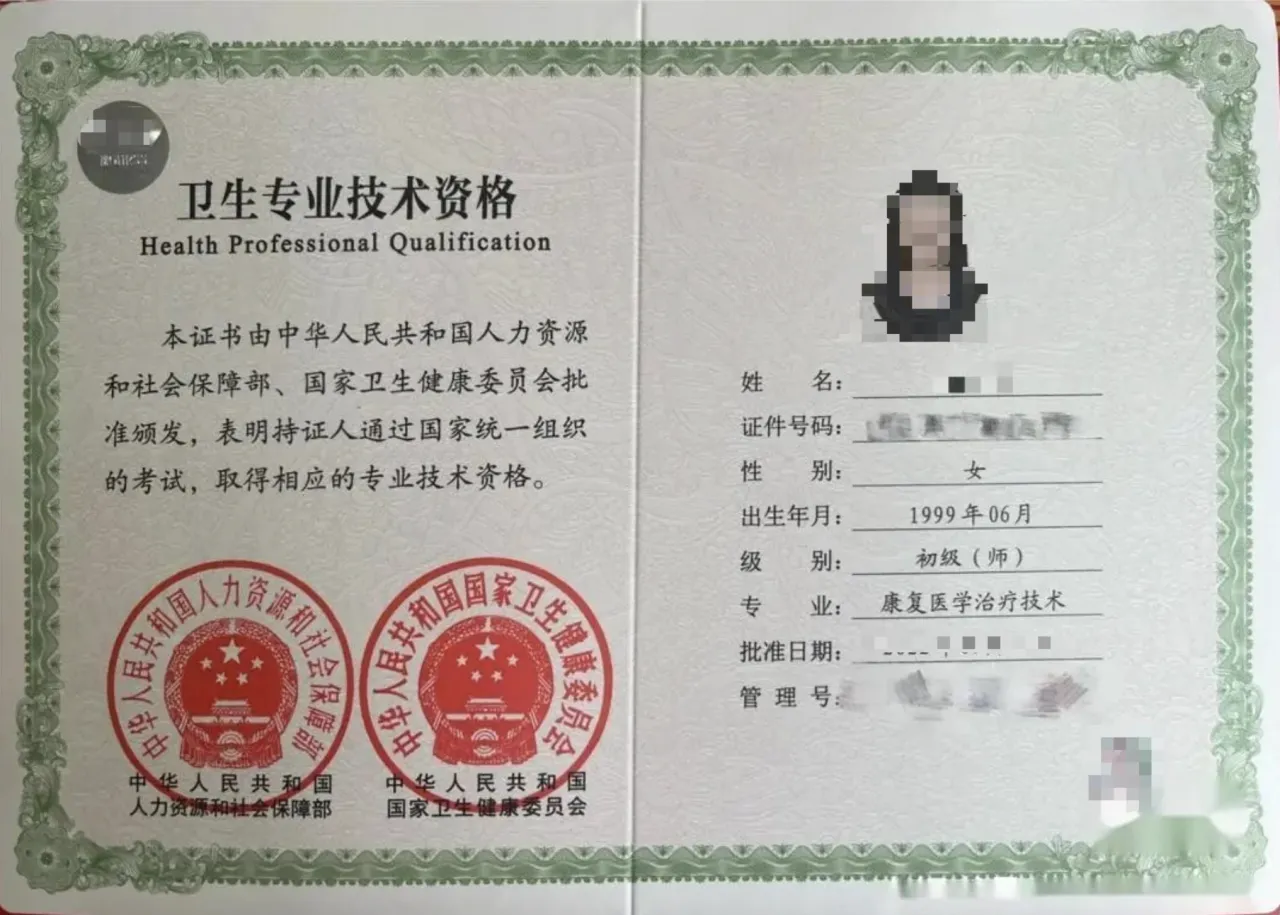 卫生专业技术资格
Health Professional Qualification
本证书由中华人民共和国人力资源
和社会保障部、国家卫生健康委员会批
准颁发，表明持证人通过国家统一组织
的考试，取得相应的专业技术资格。
中华人民共和国人力资源和社会保障部
中华人民共和国
人力资源和社会保障部
中华人民共和国国家卫生健康委员会
中华人民共和国
国家卫生健康委员会
姓 名：
证件号码：
性 别： 女
出生年月： 1999年06月
级 别： 初级（师）
专 业： 康复医学治疗技术
批准日期：
管 理 号：